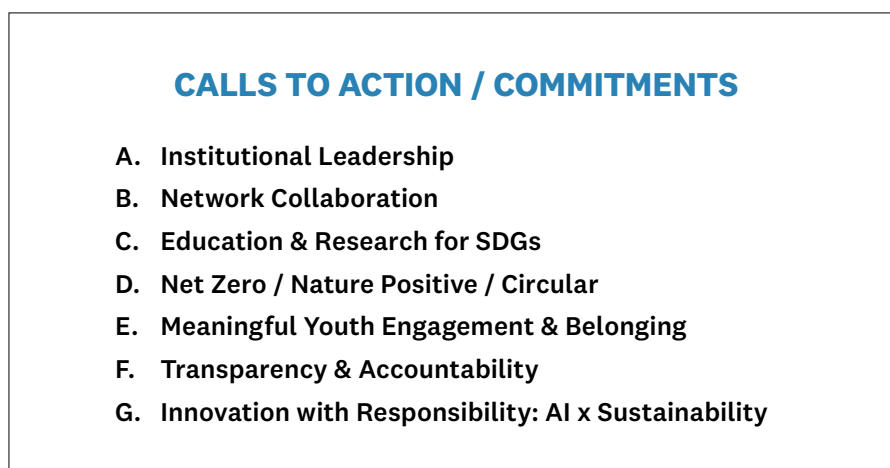 CALLS TO ACTION / COMMITMENTS
A. Institutional Leadership
B. Network Collaboration
C. Education & Research for SDGs
D. Net Zero / Nature Positive / Circular
E. Meaningful Youth Engagement & Belonging
F. Transparency & Accountability
G. Innovation with Responsibility: AI x Sustainability